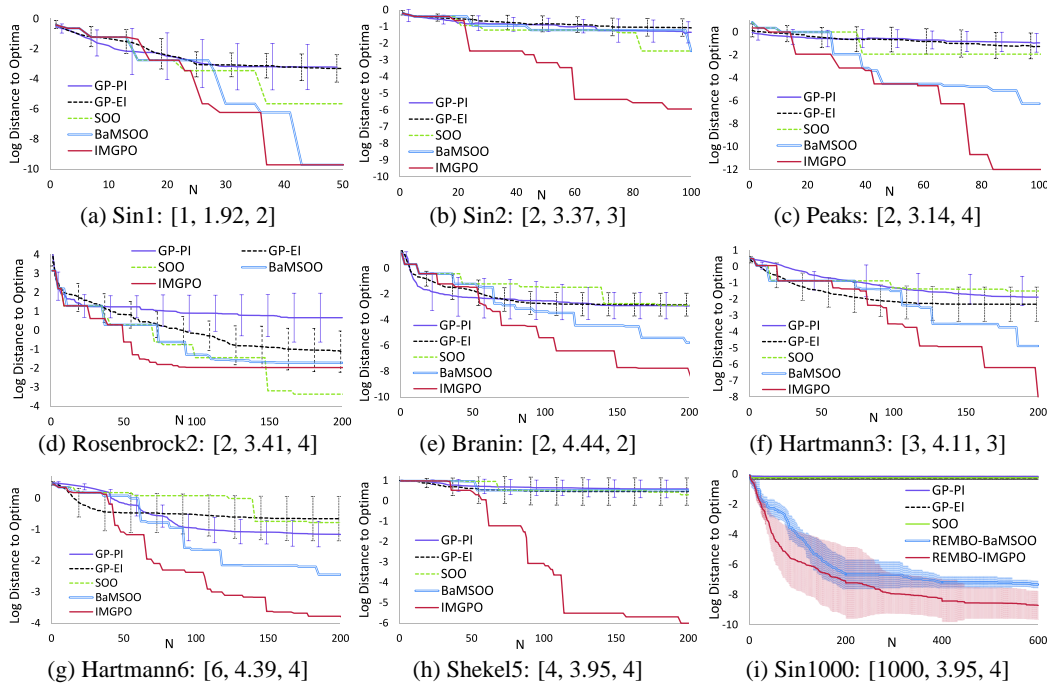 Log Distance to Optima
0
-2
-4
-6
-8
-10
GP-PI
GP-EI
SOO
BaMSOO
IMGPO
0 10 20 30 40 50
N
(a) Sin1: [1, 1.92, 2]
Log Distance to Optima
0
-1
-2
-3
-4
-5
-6
-7
-8
-9
-10
GP-PI
GP-EI
SOO
BaMSOO
IMGPO
0 20 40 60 80 100
N
(b) Sin2: [2, 3.37, 3]
Log Distance to Optima
0
-2
-4
-6
-8
-10
-12
GP-PI
GP-EI
SOO
BaMSOO
IMGPO
0 20 40 60 80 100
N
(c) Peaks: [2, 3.14, 4]
Log Distance to Optima
4
3
2
1
0
-1
-2
-3
-4
GP-PI
GP-EI
SOO
BaMSOO
IMGPO
0 50 100 150 200
N
(d) Rosenbrock2: [2, 3.41, 4]
Log Distance to Optima
0
-2
-4
-6
-8
-10
GP-PI
GP-EI
SOO
BaMSOO
IMGPO
0 50 100 150 200
N
(e) Branin: [2, 4.44, 2]
Log Distance to Optima
1
0
-1
-2
-3
-4
-5
-6
-7
-8
GP-PI
GP-EI
SOO
BaMSOO
IMGPO
0 50 100 150 200
N
(f) Hartmann3: [3, 4.11, 3]
Log Distance to Optima
0
-1
-2
-3
-4
GP-PI
GP-EI
SOO
BaMSOO
IMGPO
0 50 100 150 200
N
(g) Hartmann6: [6, 4.39, 4]
Log Distance to Optima
1
0
-1
-2
-3
-4
-5
-6
GP-PI
GP-EI
SOO
BaMSOO
IMGPO
0 50 100 150 200
N
(h) Shekel5: [4, 3.95, 4]
Log Distance to Optima
0
-2
-4
-6
-8
-10
GP-PI
GP-EI
SOO
REMBO-BaMSOO
REMBO-IMGPO
0 200 400 600
N
(i) Sin1000: [1000, 3.95, 4]